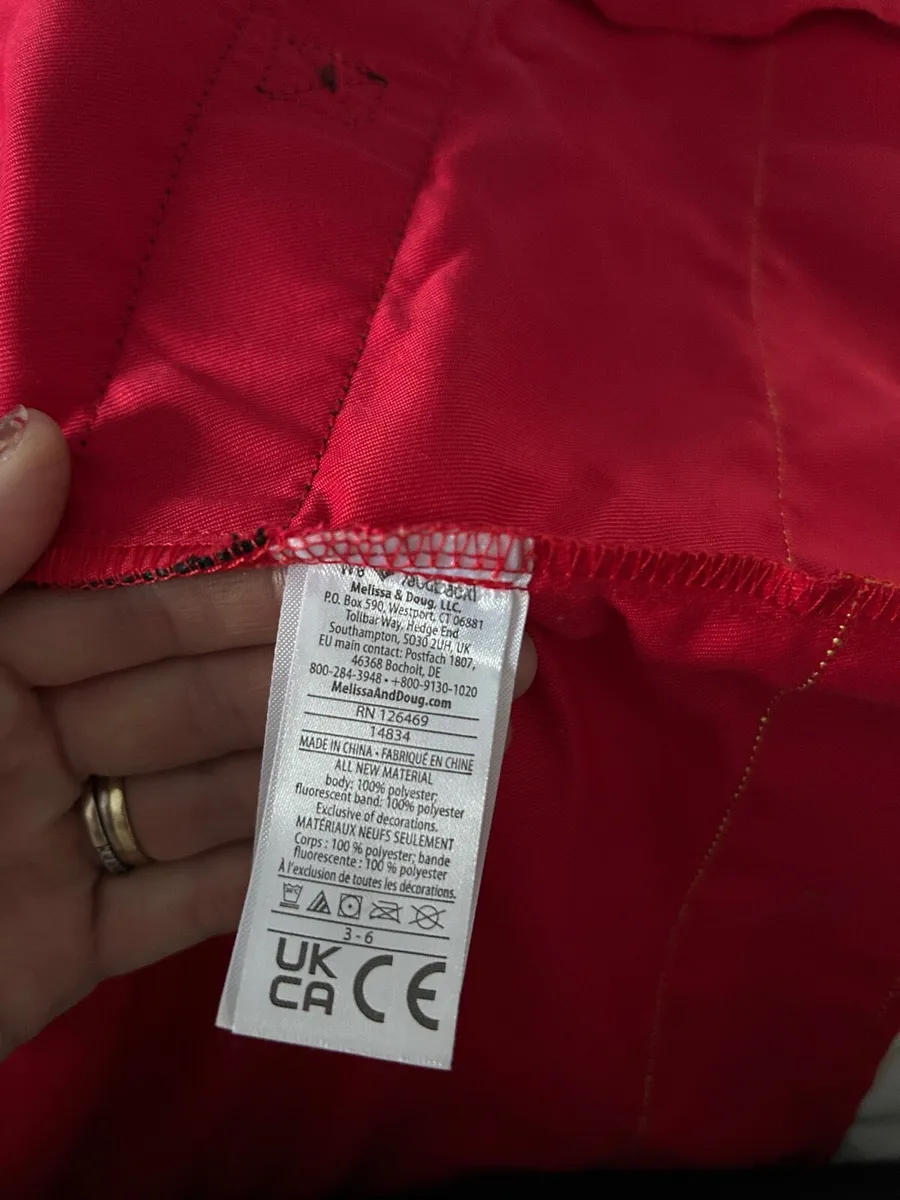 Melissa & Doug, LLC.
P.O. Box 590, Westport, CT 06881
Tolibar Way, Hedge End
Southampton, SO30 2UH, UK
EU main contact: Postfach 1807,
46368 Bocholt, DE
800-284-3948 • +800-9130-1020
MelissaAndDoug.com
RN 126469
14834
MADE IN CHINA • FABRIQUÉ EN CHINE
ALL NEW MATERIAL
body: 100% polyester;
fluorescent band: 100% polyester
Exclusive of decorations.
MATÉRIAUX NEUFS SEULEMENT
Corps : 100 % polyester; bande
fluorescente : 100 % polyester
À l'exclusion de toutes les décorations.
3 - 6
UK
CA
CE